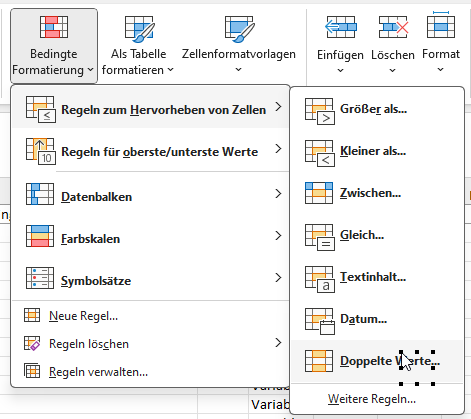 Bedingte
Formatierung
Als Tabelle
formatieren
Zellenformatvorlagen
Einfügen
Löschen
Format
Regeln zum Hervorheben von Zellen
Regeln für oberste/unterste Werte
10
Datenbalken
Farbskalen
Symbolsätze
Neue Regel...
Regeln löschen
Regeln verwalten...
Größer als...
Kleiner als...
Zwischen...
Gleich...
Textinhalt...
a
Datum...
Doppelte Werte...
Weitere Regeln...